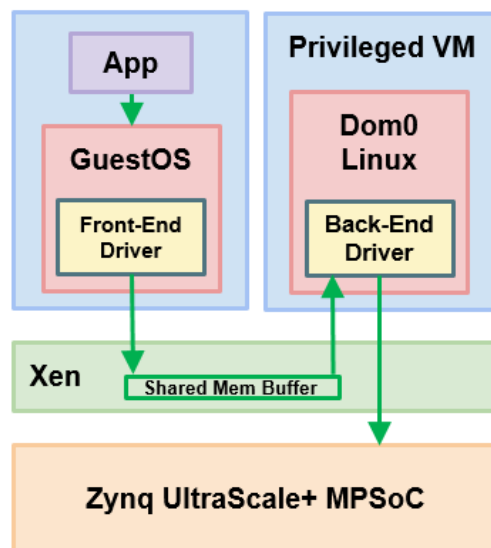 App
GuestOS
Front-End
Driver
Privileged VM
Dom0
Linux
Back-End
Driver
Xen
Shared Mem Buffer
Zynq UltraScale+ MPSoC